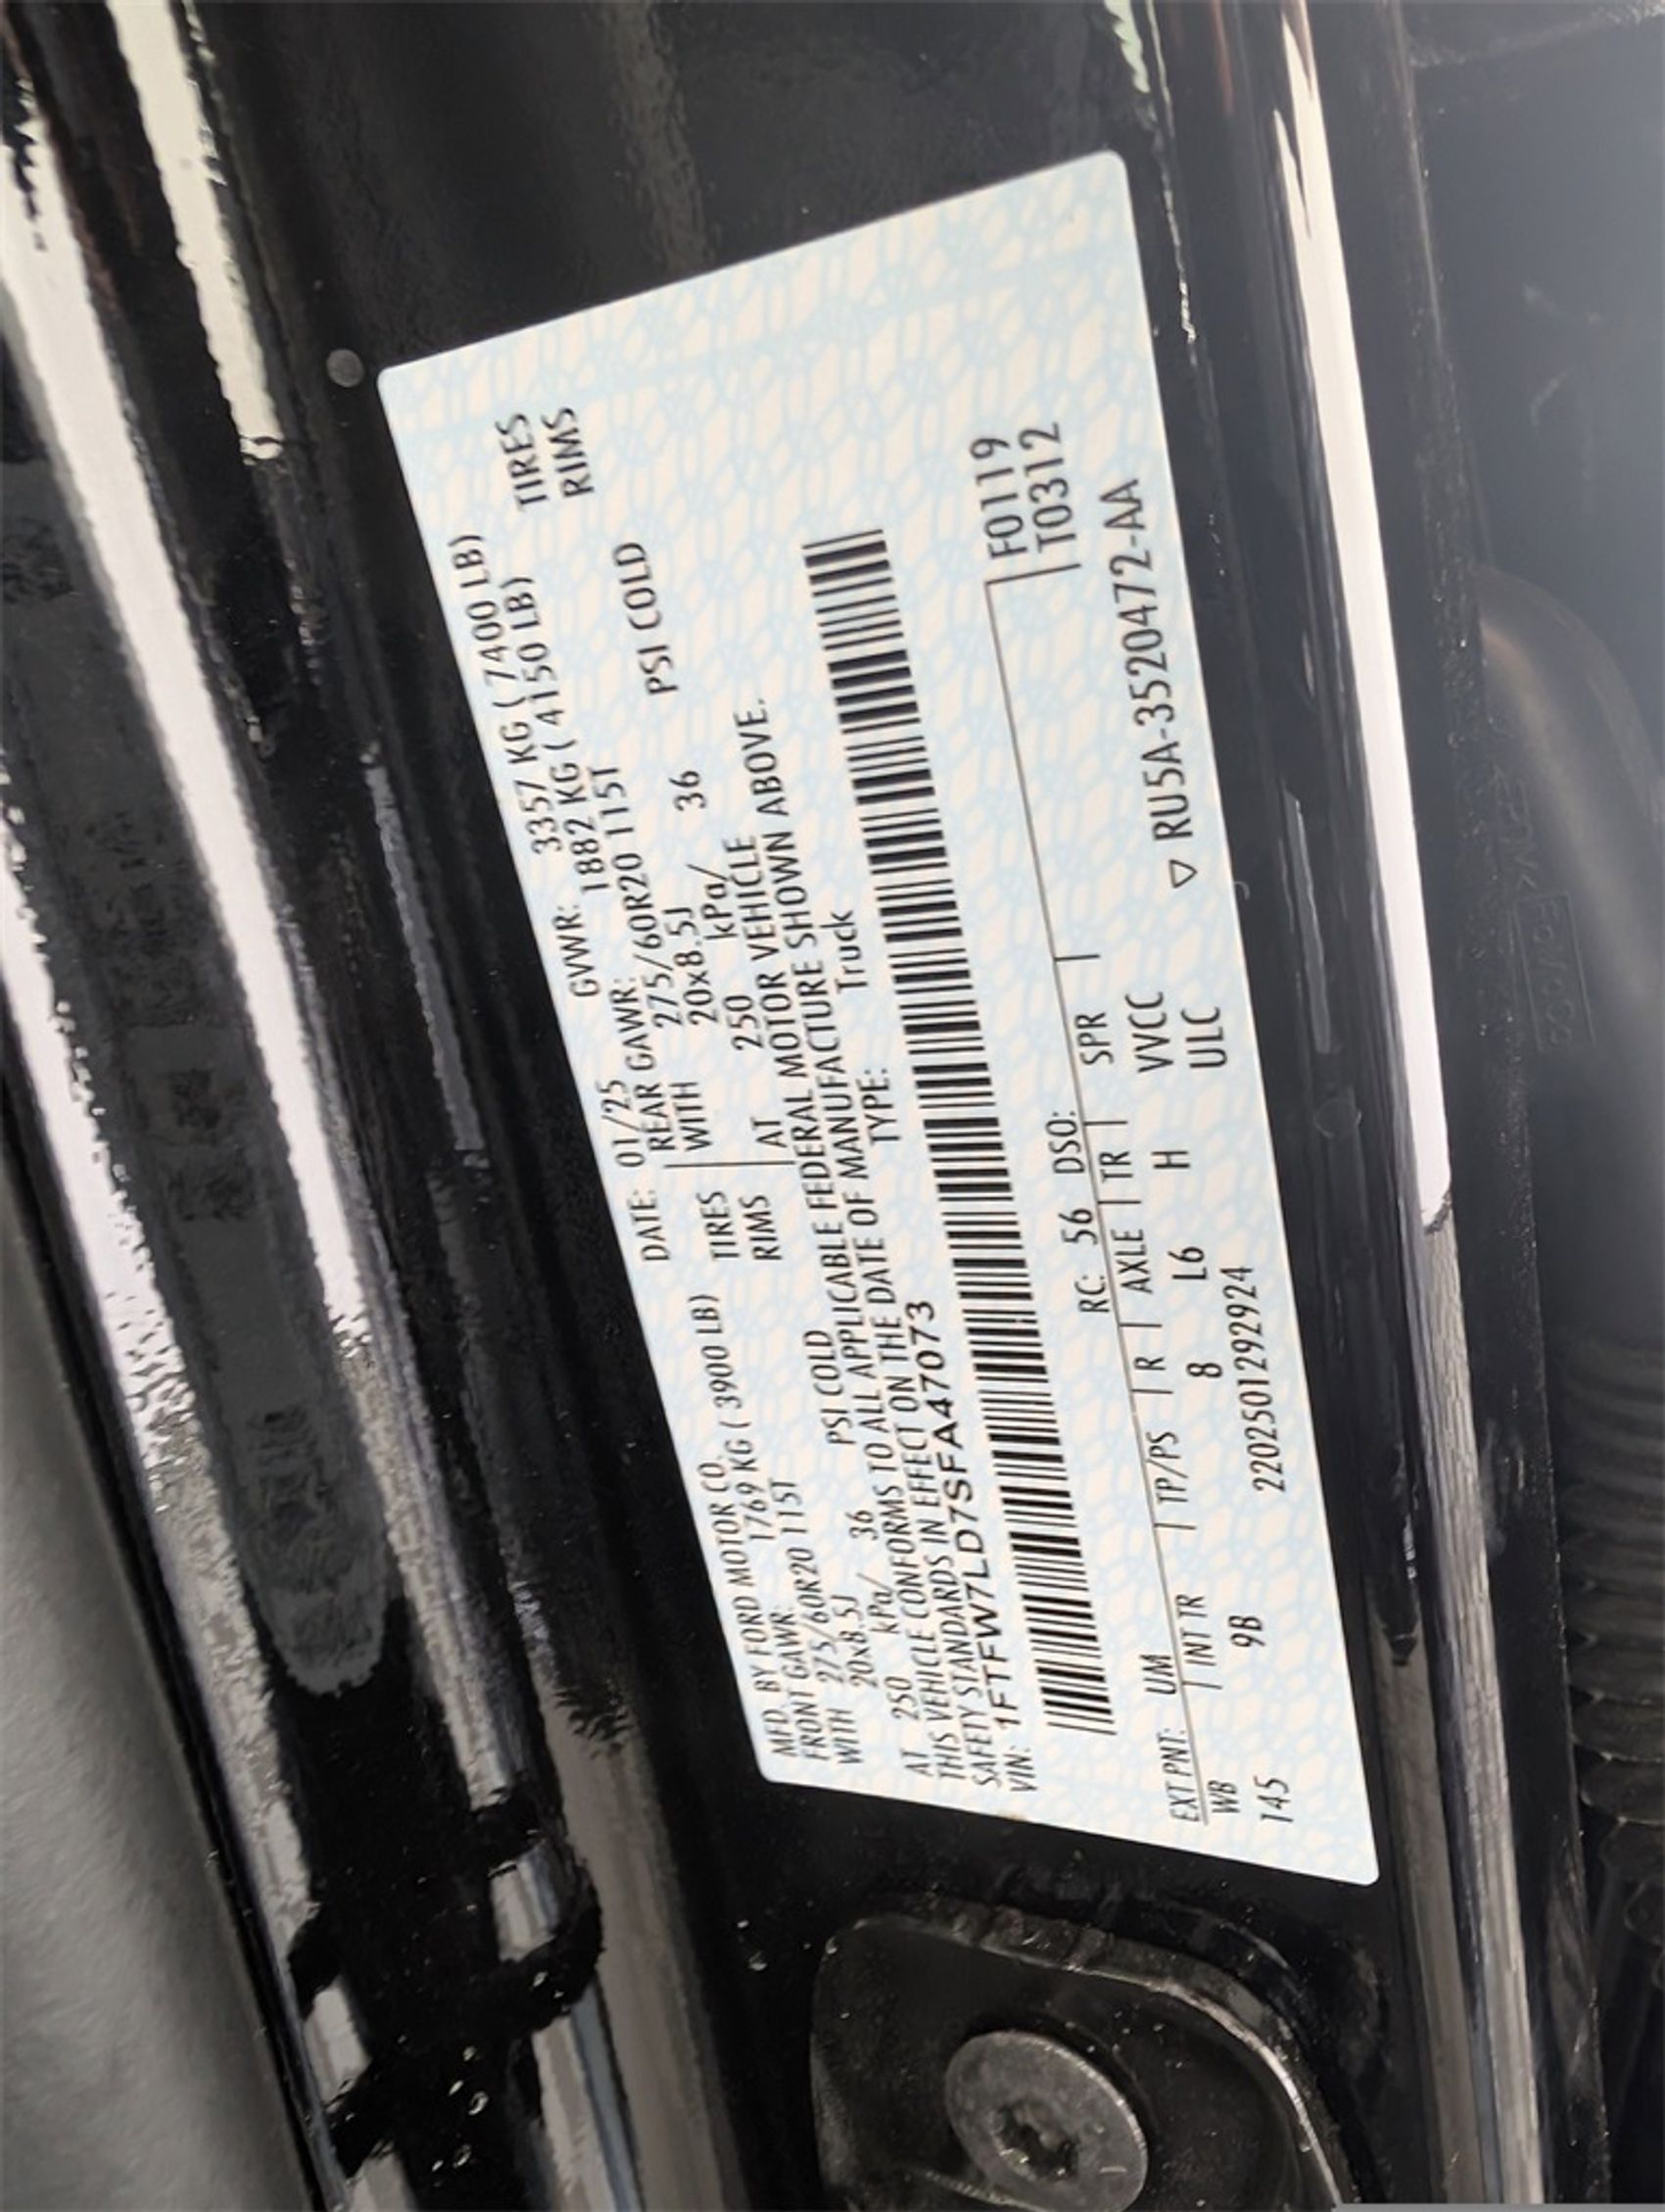 MFD. BY FORD MOTOR CO. DATE: 01/25 GVWR: 3357 KG ( 7400 LB)
FRONT GAWR: 1769 KG ( 3900 LB) REAR GAWR: 1882 KG ( 4150 LB)
WITH 275/60R20 115T TIRES WITH 275/60R20 115T TIRES
20x8.5J RIMS 20x8.5J RIMS
AT 250 kPa/ 36 PSI COLD AT 250 kPa/ 36 PSI COLD
THIS VEHICLE CONFORMS TO ALL APPLICABLE FEDERAL MOTOR VEHICLE
SAFETY STANDARDS IN EFFECT ON THE DATE OF MANUFACTURE SHOWN ABOVE.
VIN: 1FTFW7LD7SFA47073 TYPE: Truck
F0119
T0312
EXT PNT: UM RC: 56 DSO:
WB INT TR TP/PS R AXLE TR SPR
145 9B 8 L6 H VVCC
ULC
▽ RU5A-3520472-AA
220250129292​4